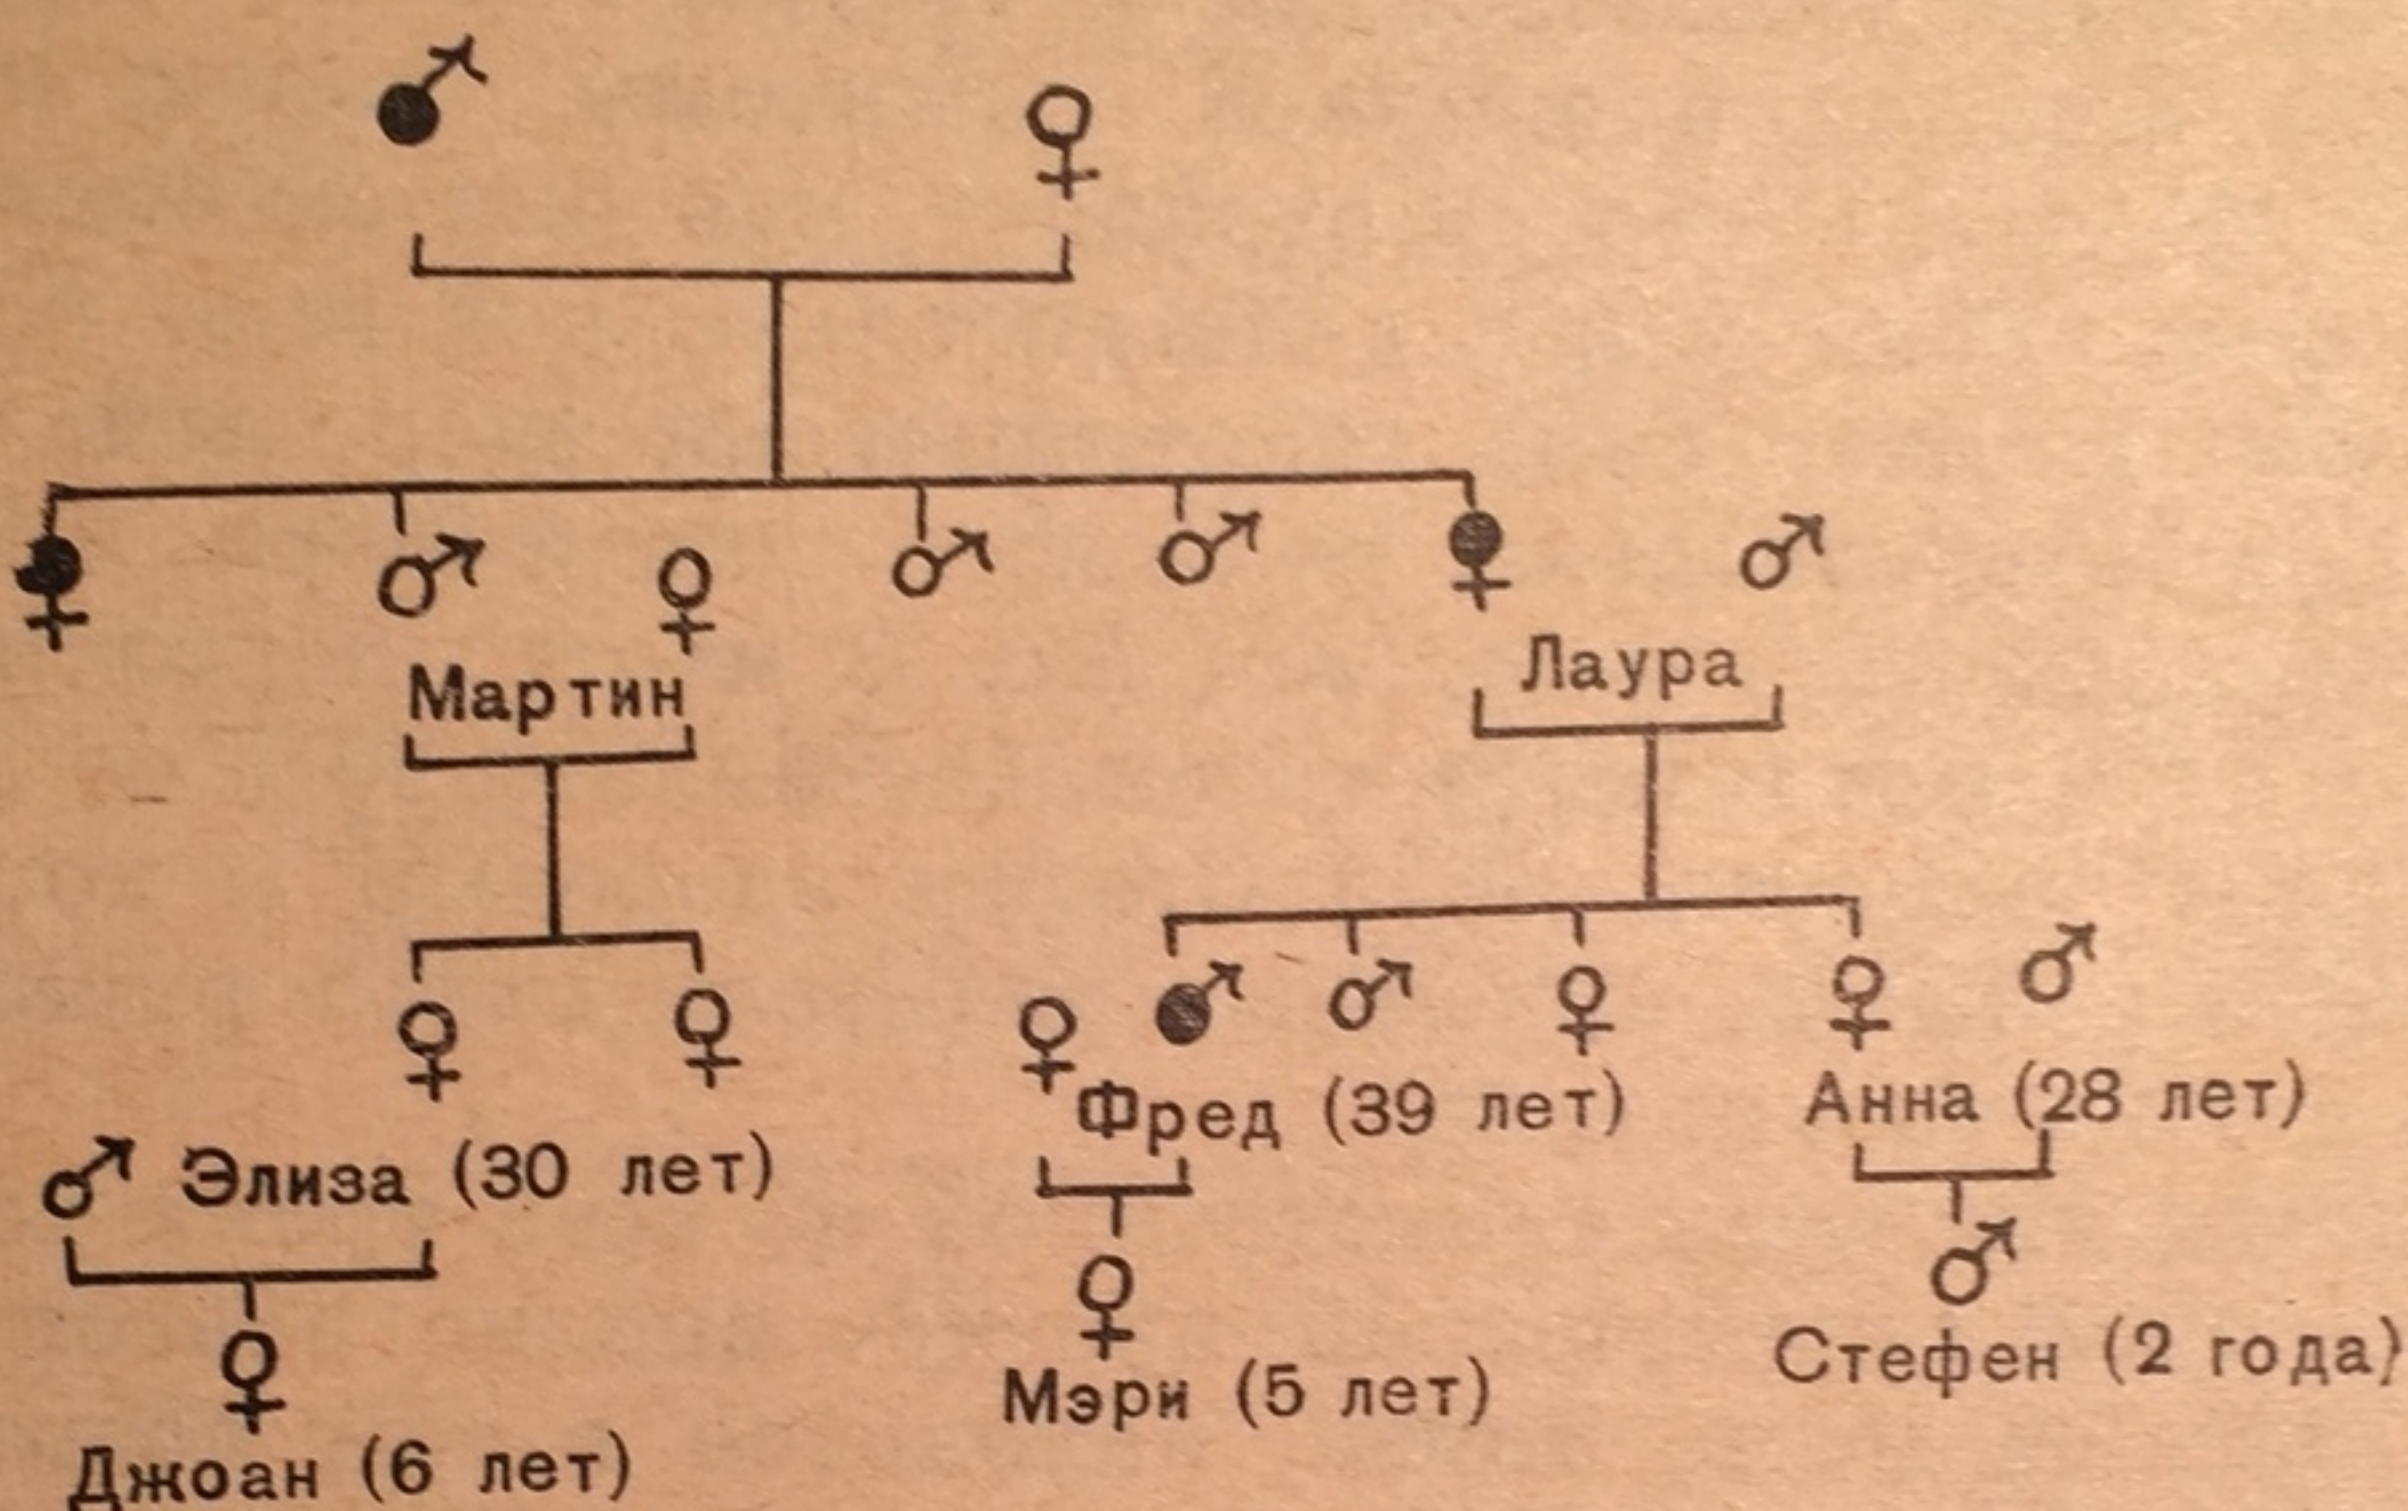 Мартин
Лаура
Фред (39 лет)
Анна (28 лет)
Элиза (30 лет)
Мэри (5 лет)
Стефен (2 года)
Джоан (6 лет)